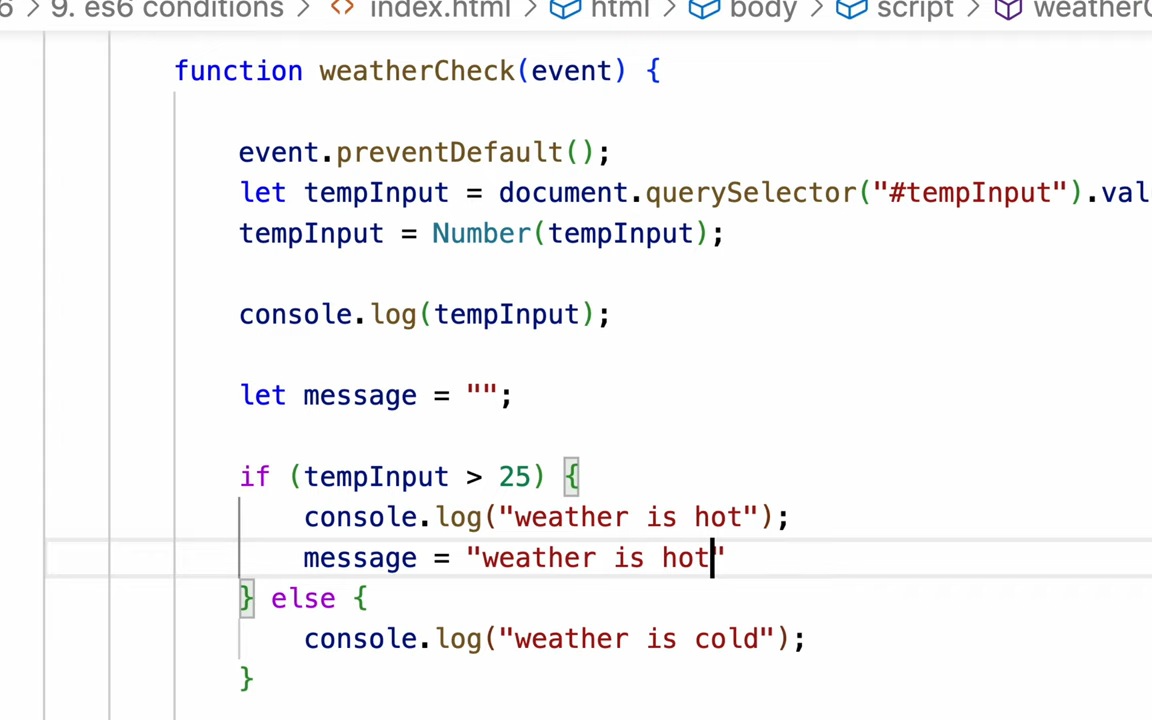 6 > 9. es6 conditions > <> index.html > html > body > script > weatherC
function weatherCheck(event) {
event.preventDefault();
let tempInput = document.querySelector("#tempInput").val
tempInput = Number(tempInput);
console.log(tempInput);
let message = "";
if (tempInput > 25) {
console.log("weather is hot");
message = "weather is hot"
} else {
console.log("weather is cold");
}